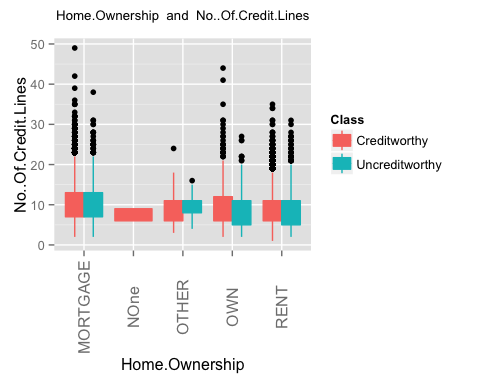 Home.Ownership and No..Of.Credit.Lines
No..Of.Credit.Lines
50
40
30
20
10
0
MORTGAGE
NOne
OTHER
OWN
RENT
Home.Ownership
Class
Creditworthy
Uncreditworthy